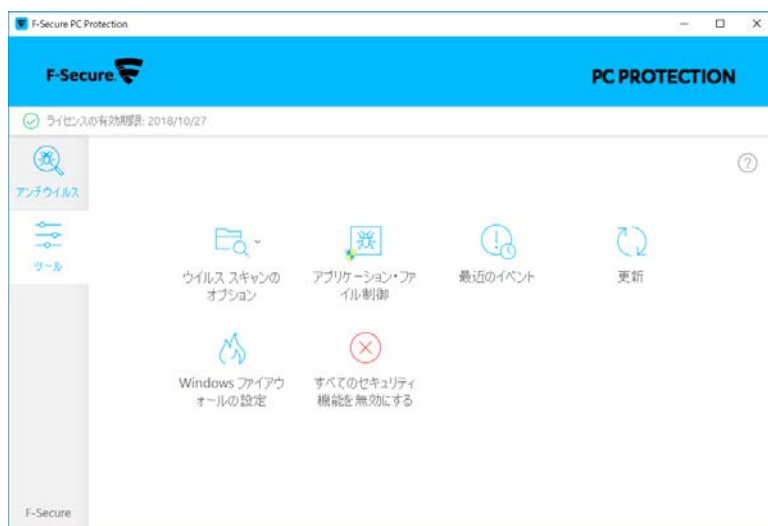 F-Secure PC Protection
F-Secure
PC PROTECTION
ライセンスの有効期限: 2018/10/27
アンチウイルス
ツール
ウイルス スキャンの
オプション
アプリケーション・ファ
イル制御
最近のイベント
更新
Windows ファイアウ
ォールの設定
すべてのセキュリティ
機能を無効にする
F-Secure